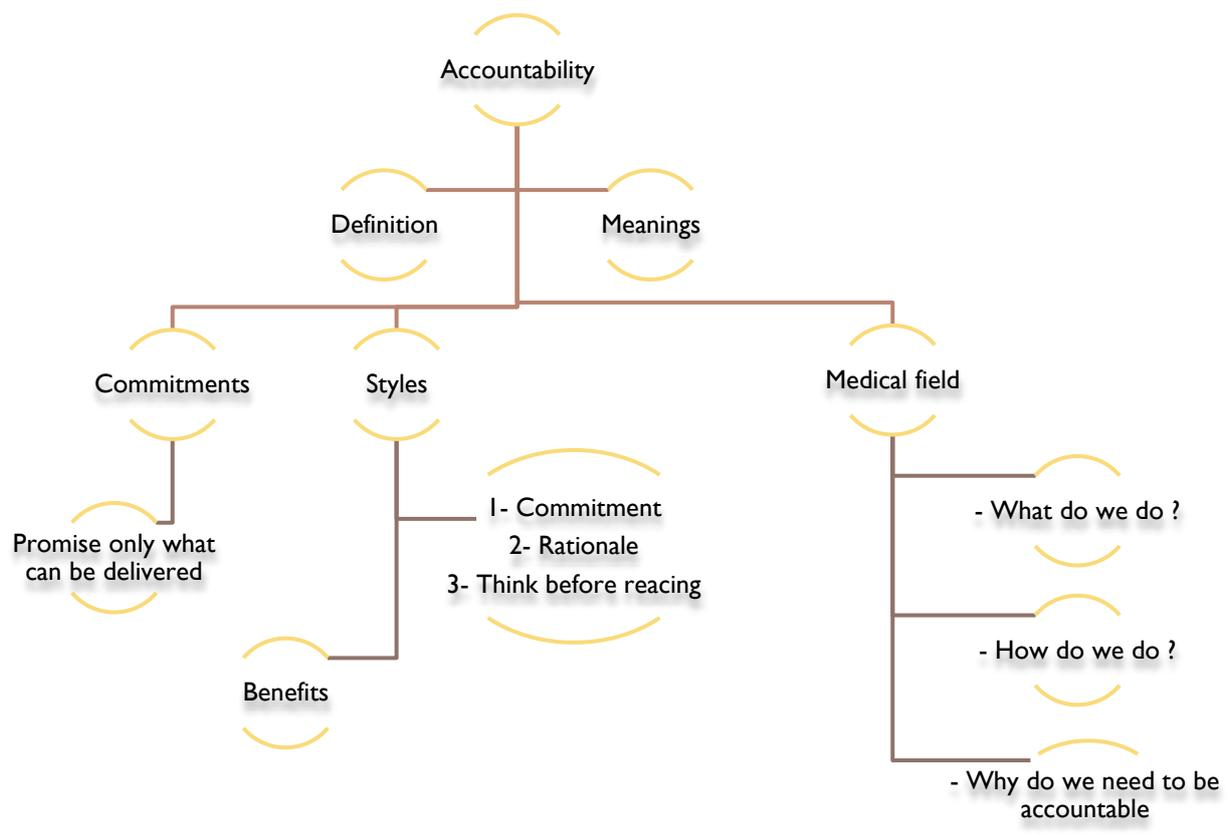 Accountability
Definition
Meanings
Commitments
Styles
Medical field
Promise only what
can be delivered
1- Commitment
2- Rationale
3- Think before reacing
Benefits
- What do we do ?
- How do we do ?
- Why do we need to be
accountable